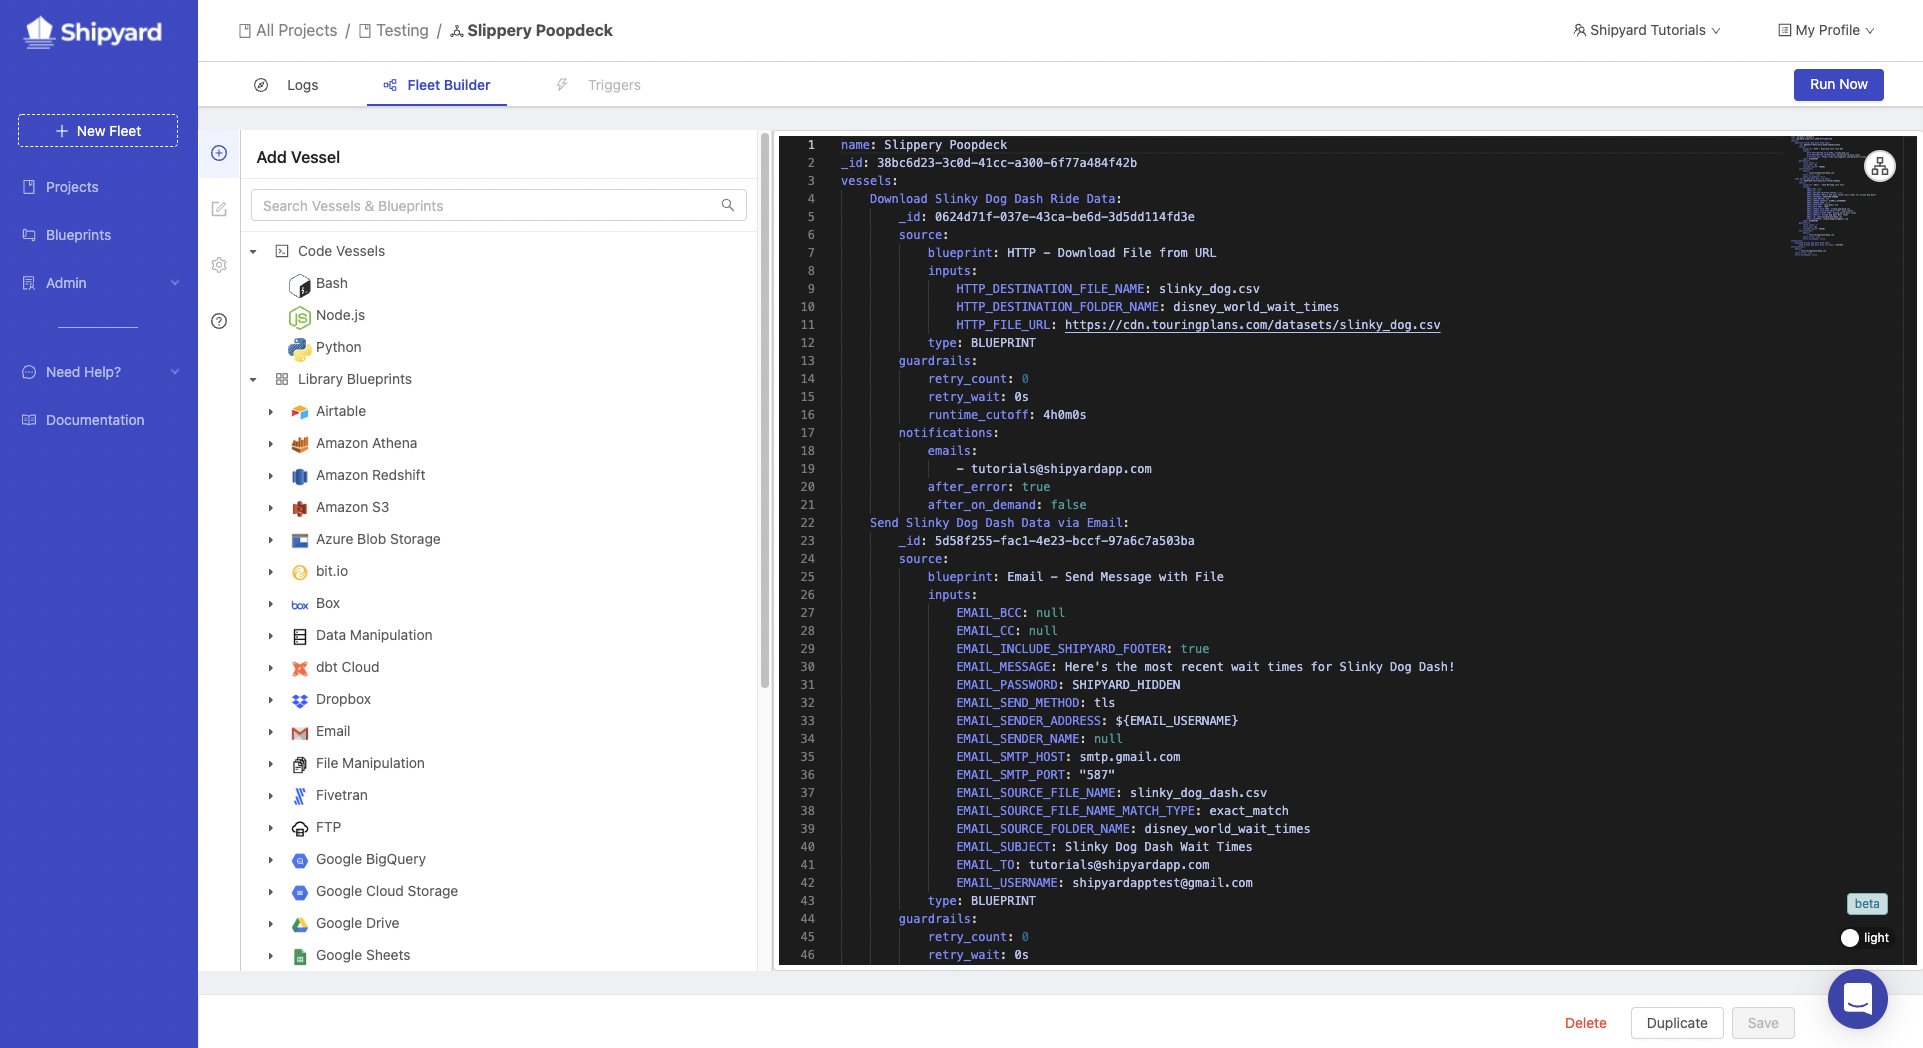 Shipyard
All Projects / Testing / Slippery Poopdeck
Shipyard Tutorials
My Profile
Logs
Fleet Builder
Triggers
Run Now
+ New Fleet
Projects
Blueprints
Admin
Need Help?
Documentation
Add Vessel
Search Vessels & Blueprints
Code Vessels
Bash
Node.js
Python
Library Blueprints
Airtable
Amazon Athena
Amazon Redshift
Amazon S3
Azure Blob Storage
bit.io
Box
Data Manipulation
dbt Cloud
Dropbox
Email
File Manipulation
Fivetran
FTP
Google BigQuery
Google Cloud Storage
Google Drive
Google Sheets
1 name: Slippery Poopdeck
2 _id: 38bc6d23-3c0d-41cc-a300-6f77a484f42b
3 vessels:
4 Download Slinky Dog Dash Ride Data:
5 _id: 0624d71f-037e-43ca-be6d-3d5dd114fd3e
6 source:
7 blueprint: HTTP - Download File from URL
8 inputs:
9 HTTP_DESTINATION_FILE_NAME: slinky_dog.csv
10 HTTP_DESTINATION_FOLDER_NAME: disney_world_wait_times
11 HTTP_FILE_URL: https://cdn.touringplans.com/datasets/slinky_dog.csv
12 type: BLUEPRINT
13 guardrails:
14 retry_count: 0
15 retry_wait: 0s
16 runtime_cutoff: 4h0m0s
17 notifications:
18 emails:
19 - tutorials@shipyardapp.com
20 after_error: true
21 after_on_demand: false
22 Send Slinky Dog Dash Data via Email:
23 _id: 5d58f255-fac1-4e23-bccf-97a6c7a503ba
24 source:
25 blueprint: Email - Send Message with File
26 inputs:
27 EMAIL_BCC: null
28 EMAIL_CC: null
29 EMAIL_INCLUDE_SHIPYARD_FOOTER: true
30 EMAIL_MESSAGE: Here's the most recent wait times for Slinky Dog Dash!
31 EMAIL_PASSWORD: SHIPYARD_HIDDEN
32 EMAIL_SEND_METHOD: tls
33 EMAIL_SENDER_ADDRESS: ${EMAIL_USERNAME}
34 EMAIL_SENDER_NAME: null
35 EMAIL_SMTP_HOST: smtp.gmail.com
36 EMAIL_SMTP_PORT: "587"
37 EMAIL_SOURCE_FILE_NAME: slinky_dog_dash.csv
38 EMAIL_SOURCE_FILE_NAME_MATCH_TYPE: exact_match
39 EMAIL_SOURCE_FOLDER_NAME: disney_world_wait_times
40 EMAIL_SUBJECT: Slinky Dog Dash Wait Times
41 EMAIL_TO: tutorials@shipyardapp.com
42 EMAIL_USERNAME: shipyardapptest@gmail.com
43 type: BLUEPRINT
44 guardrails:
45 retry_count: 0
46 retry_wait: 0s
beta
light
Delete
Duplicate
Save